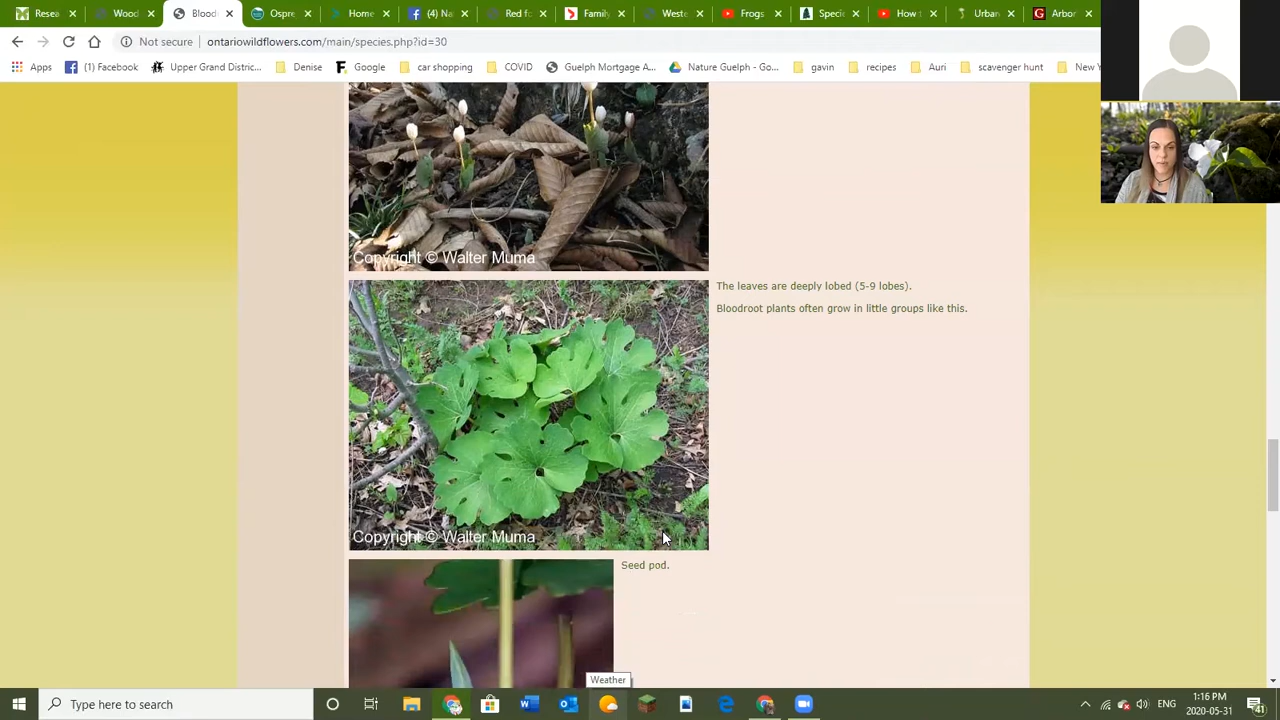 Resea
Wood
Blood
Ospre
Home
(4) Na
Red fo
Family
Weste
Frogs
Specie
How t
Urban
Arbor
Not secure
ontariowildflowers.com/main/species.php?id=30
Apps
(1) Facebook
Upper Grand Distric...
Denise
Google
car shopping
COVID
Guelph Mortgage A...
Nature Guelph - Go...
gavin
recipes
Auri
scavenger hunt
New Y
Copyright © Walter Muma
The leaves are deeply lobed (5-9 lobes).
Bloodroot plants often grow in little groups like this.
Copyright © Walter Muma
Seed pod.
Weather
Type here to search
ENG
1:16 PM
2020-05-31
41